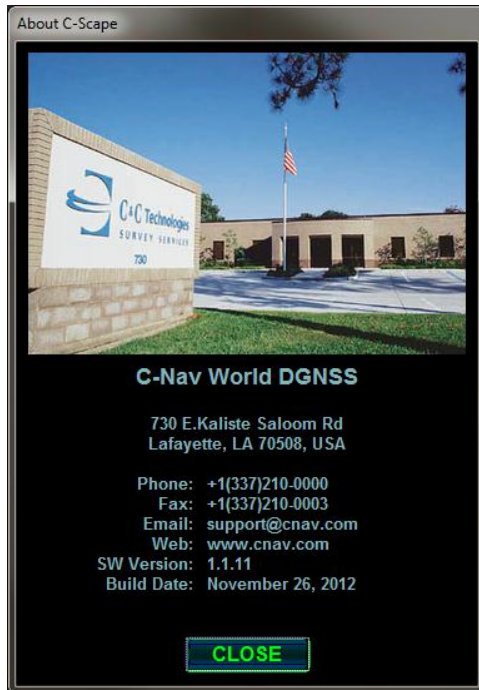 About C-Scape
C&C Technologies
SURVEY SERVICES
730
C-Nav World DGNSS
730 E.Kaliste Saloom Rd
Lafayette, LA 70508, USA
Phone: +1(337)210-0000
Fax: +1(337)210-0003
Email: support@cnav.com
Web: www.cnav.com
SW Version: 1.1.11
Build Date: November 26, 2012
CLOSE